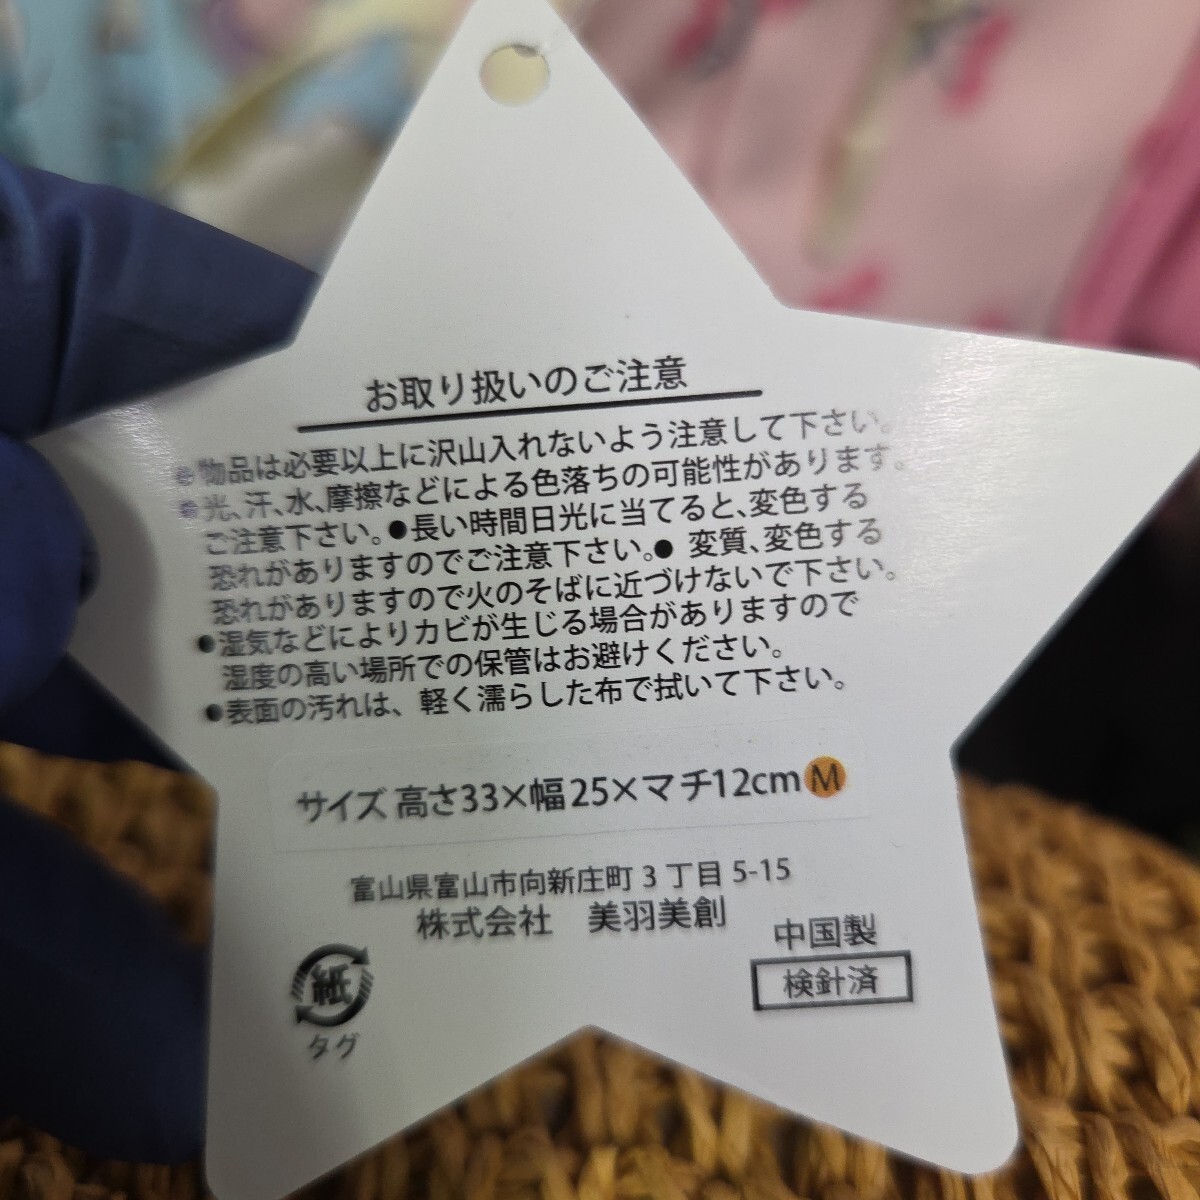 お取り扱いのご注意
●物品は必要以上に沢山入れないよう注意して下さい。
●光、汗、水、摩擦などによる色落ちの可能性があります。
ご注意下さい。●長い時間日光に当てると、変色する
恐れがありますのでご注意下さい。● 変質、変色する
恐れがありますので火のそばに近づけないで下さい。
●湿気などによりカビが生じる場合がありますので
湿度の高い場所での保管はお避けください。
●表面の汚れは、軽く濡らした布で拭いて下さい。
サイズ 高さ33×幅25×マチ12cm M
富山県富山市向新庄町 3 丁目 5-15
株式会社 美羽美創
中国製
検針済
紙
タグ